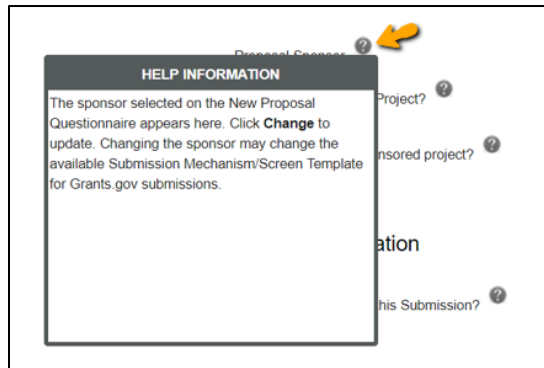 Proposal Sponsor
HELP INFORMATION
The sponsor selected on the New Proposal
Questionnaire appears here. Click Change to
update. Changing the sponsor may change the
available Submission Mechanism/Screen Template
for Grants.gov submissions.
Project?
nsored project?
ation
his Submission?